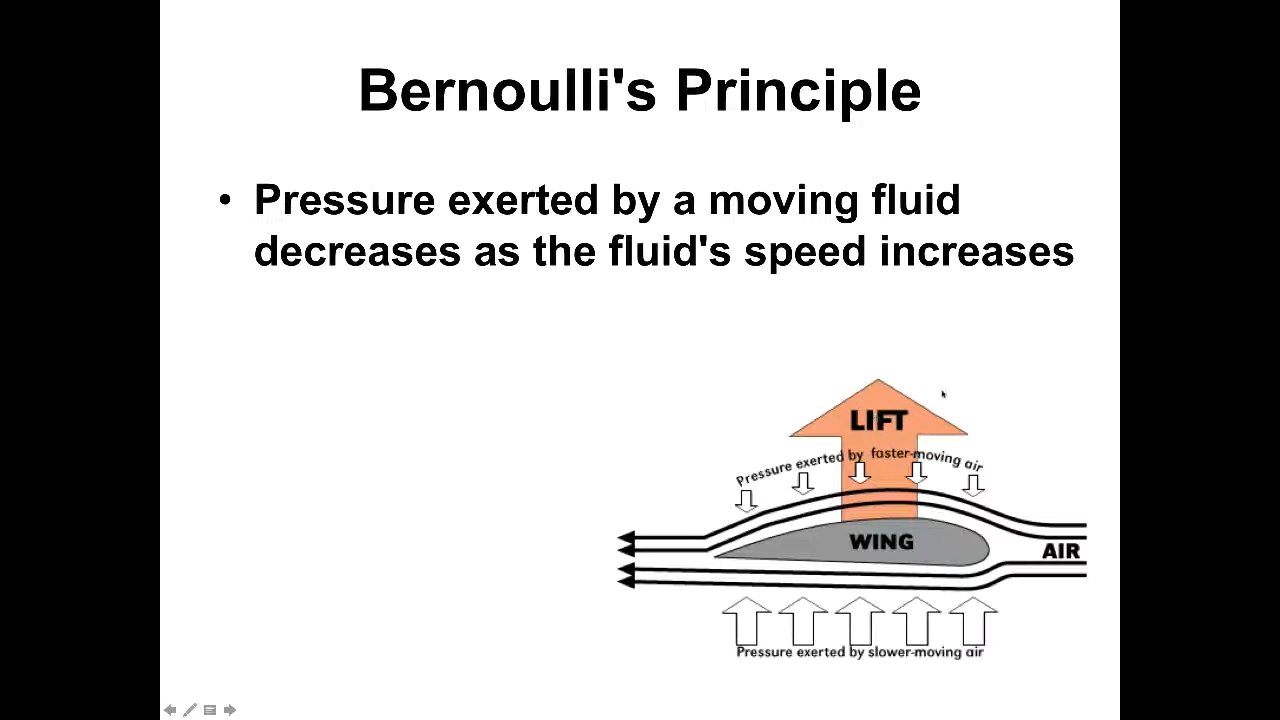 Bernoulli's Principle
• Pressure exerted by a moving fluid
decreases as the fluid's speed increases
LIFT
Pressure exerted by faster-moving air
WING
AIR
Pressure exerted by slower-moving air